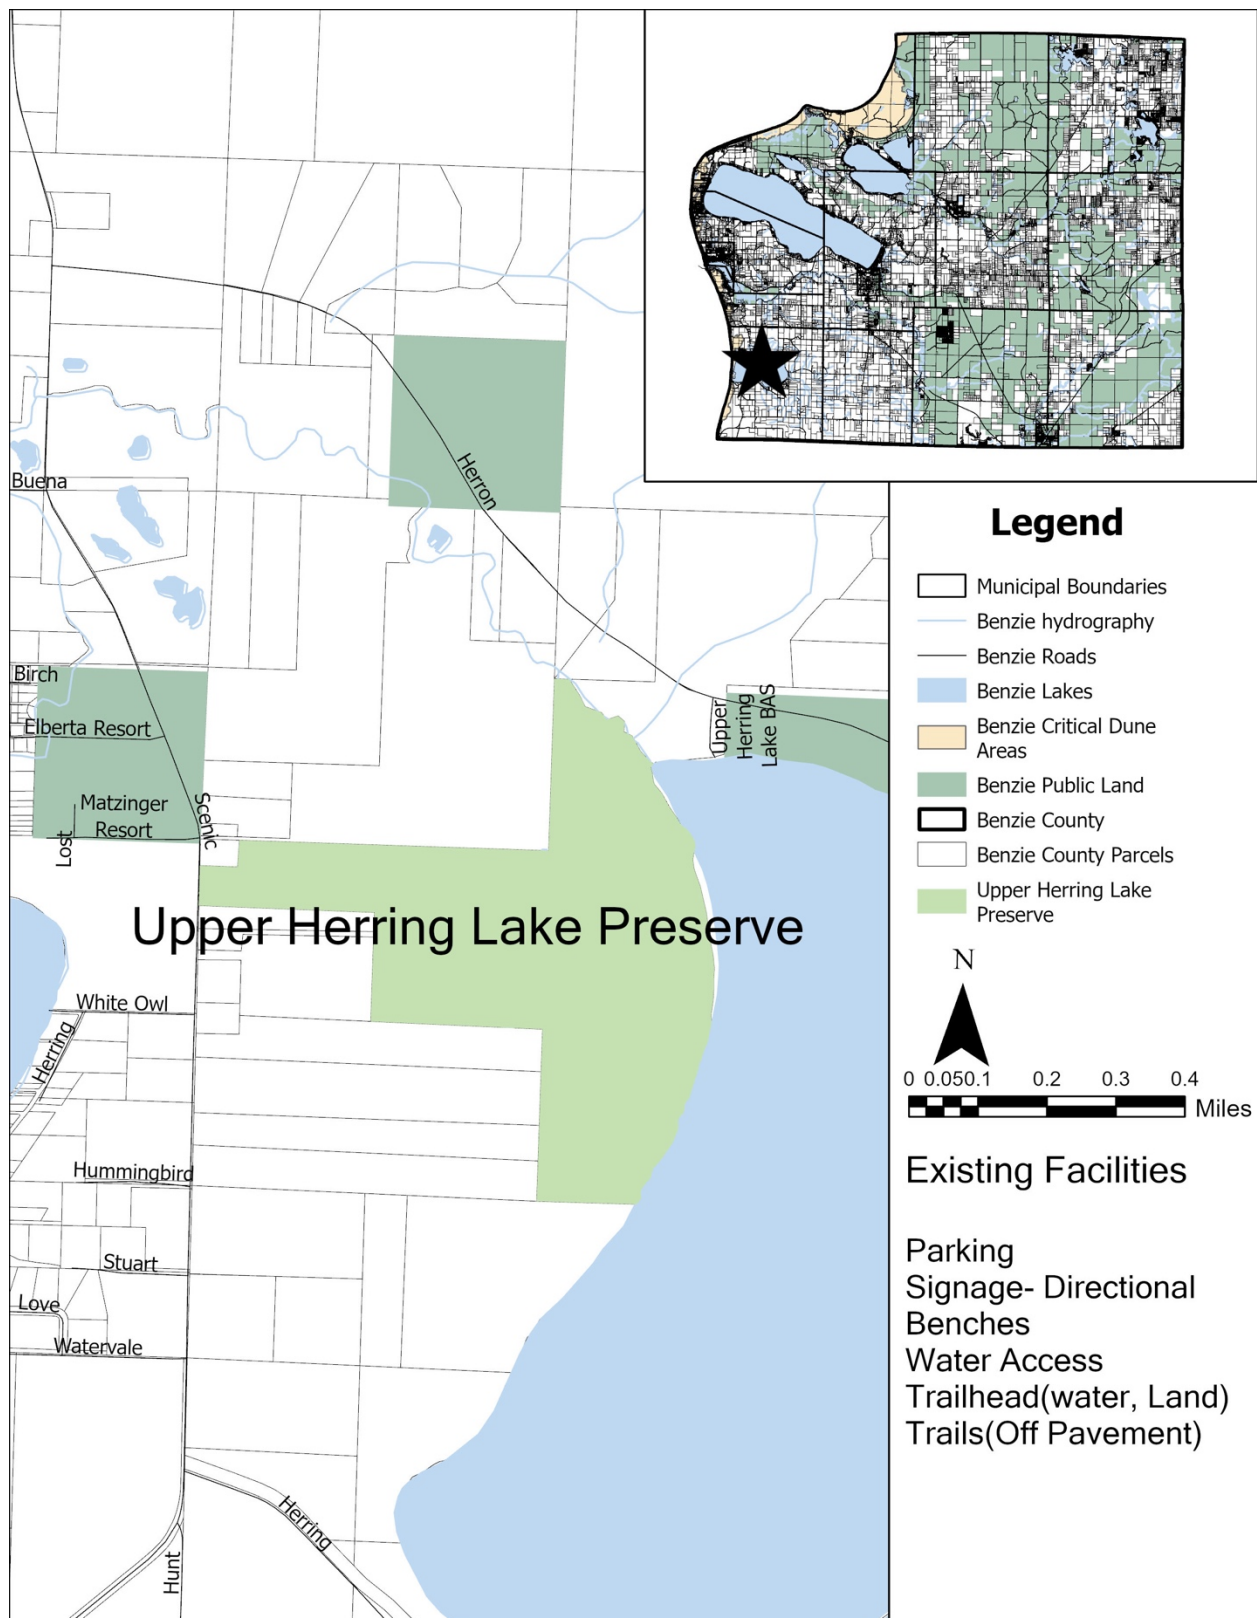 Buena
Herron
Birch
Elberta Resort
Matzinger
Resort
Lost
Scenic
Upper
Herring
Lake BAS
Upper Herring Lake Preserve
White Owl
Herring
Hummingbird
Stuart
Love
Watervale
Herring
Hunt
Legend
Municipal Boundaries
Benzie hydrography
Benzie Roads
Benzie Lakes
Benzie Critical Dune
Areas
Benzie Public Land
Benzie County
Benzie County Parcels
Upper Herring Lake
Preserve
N
0 0.050.1 0.2 0.3 0.4
Miles
Existing Facilities
Parking
Signage- Directional
Benches
Water Access
Trailhead(water, Land)
Trails(Off Pavement)